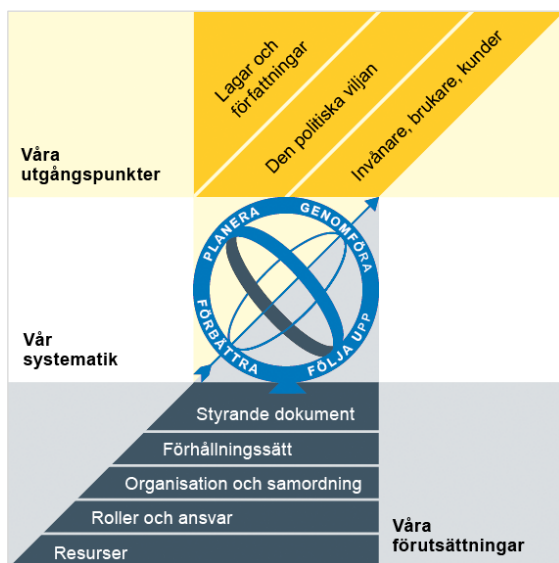 Lagar och
författningar
Den politiska viljan
Invånare, brukare, kunder
Våra
utgångspunkter
PLANERA
GENOMFÖRA
FÖRBÄTTRA
FÖLJA UPP
Vår
systematik
Styrande dokument
Förhållningssätt
Organisation och samordning
Roller och ansvar
Resurser
Våra
förutsättningar